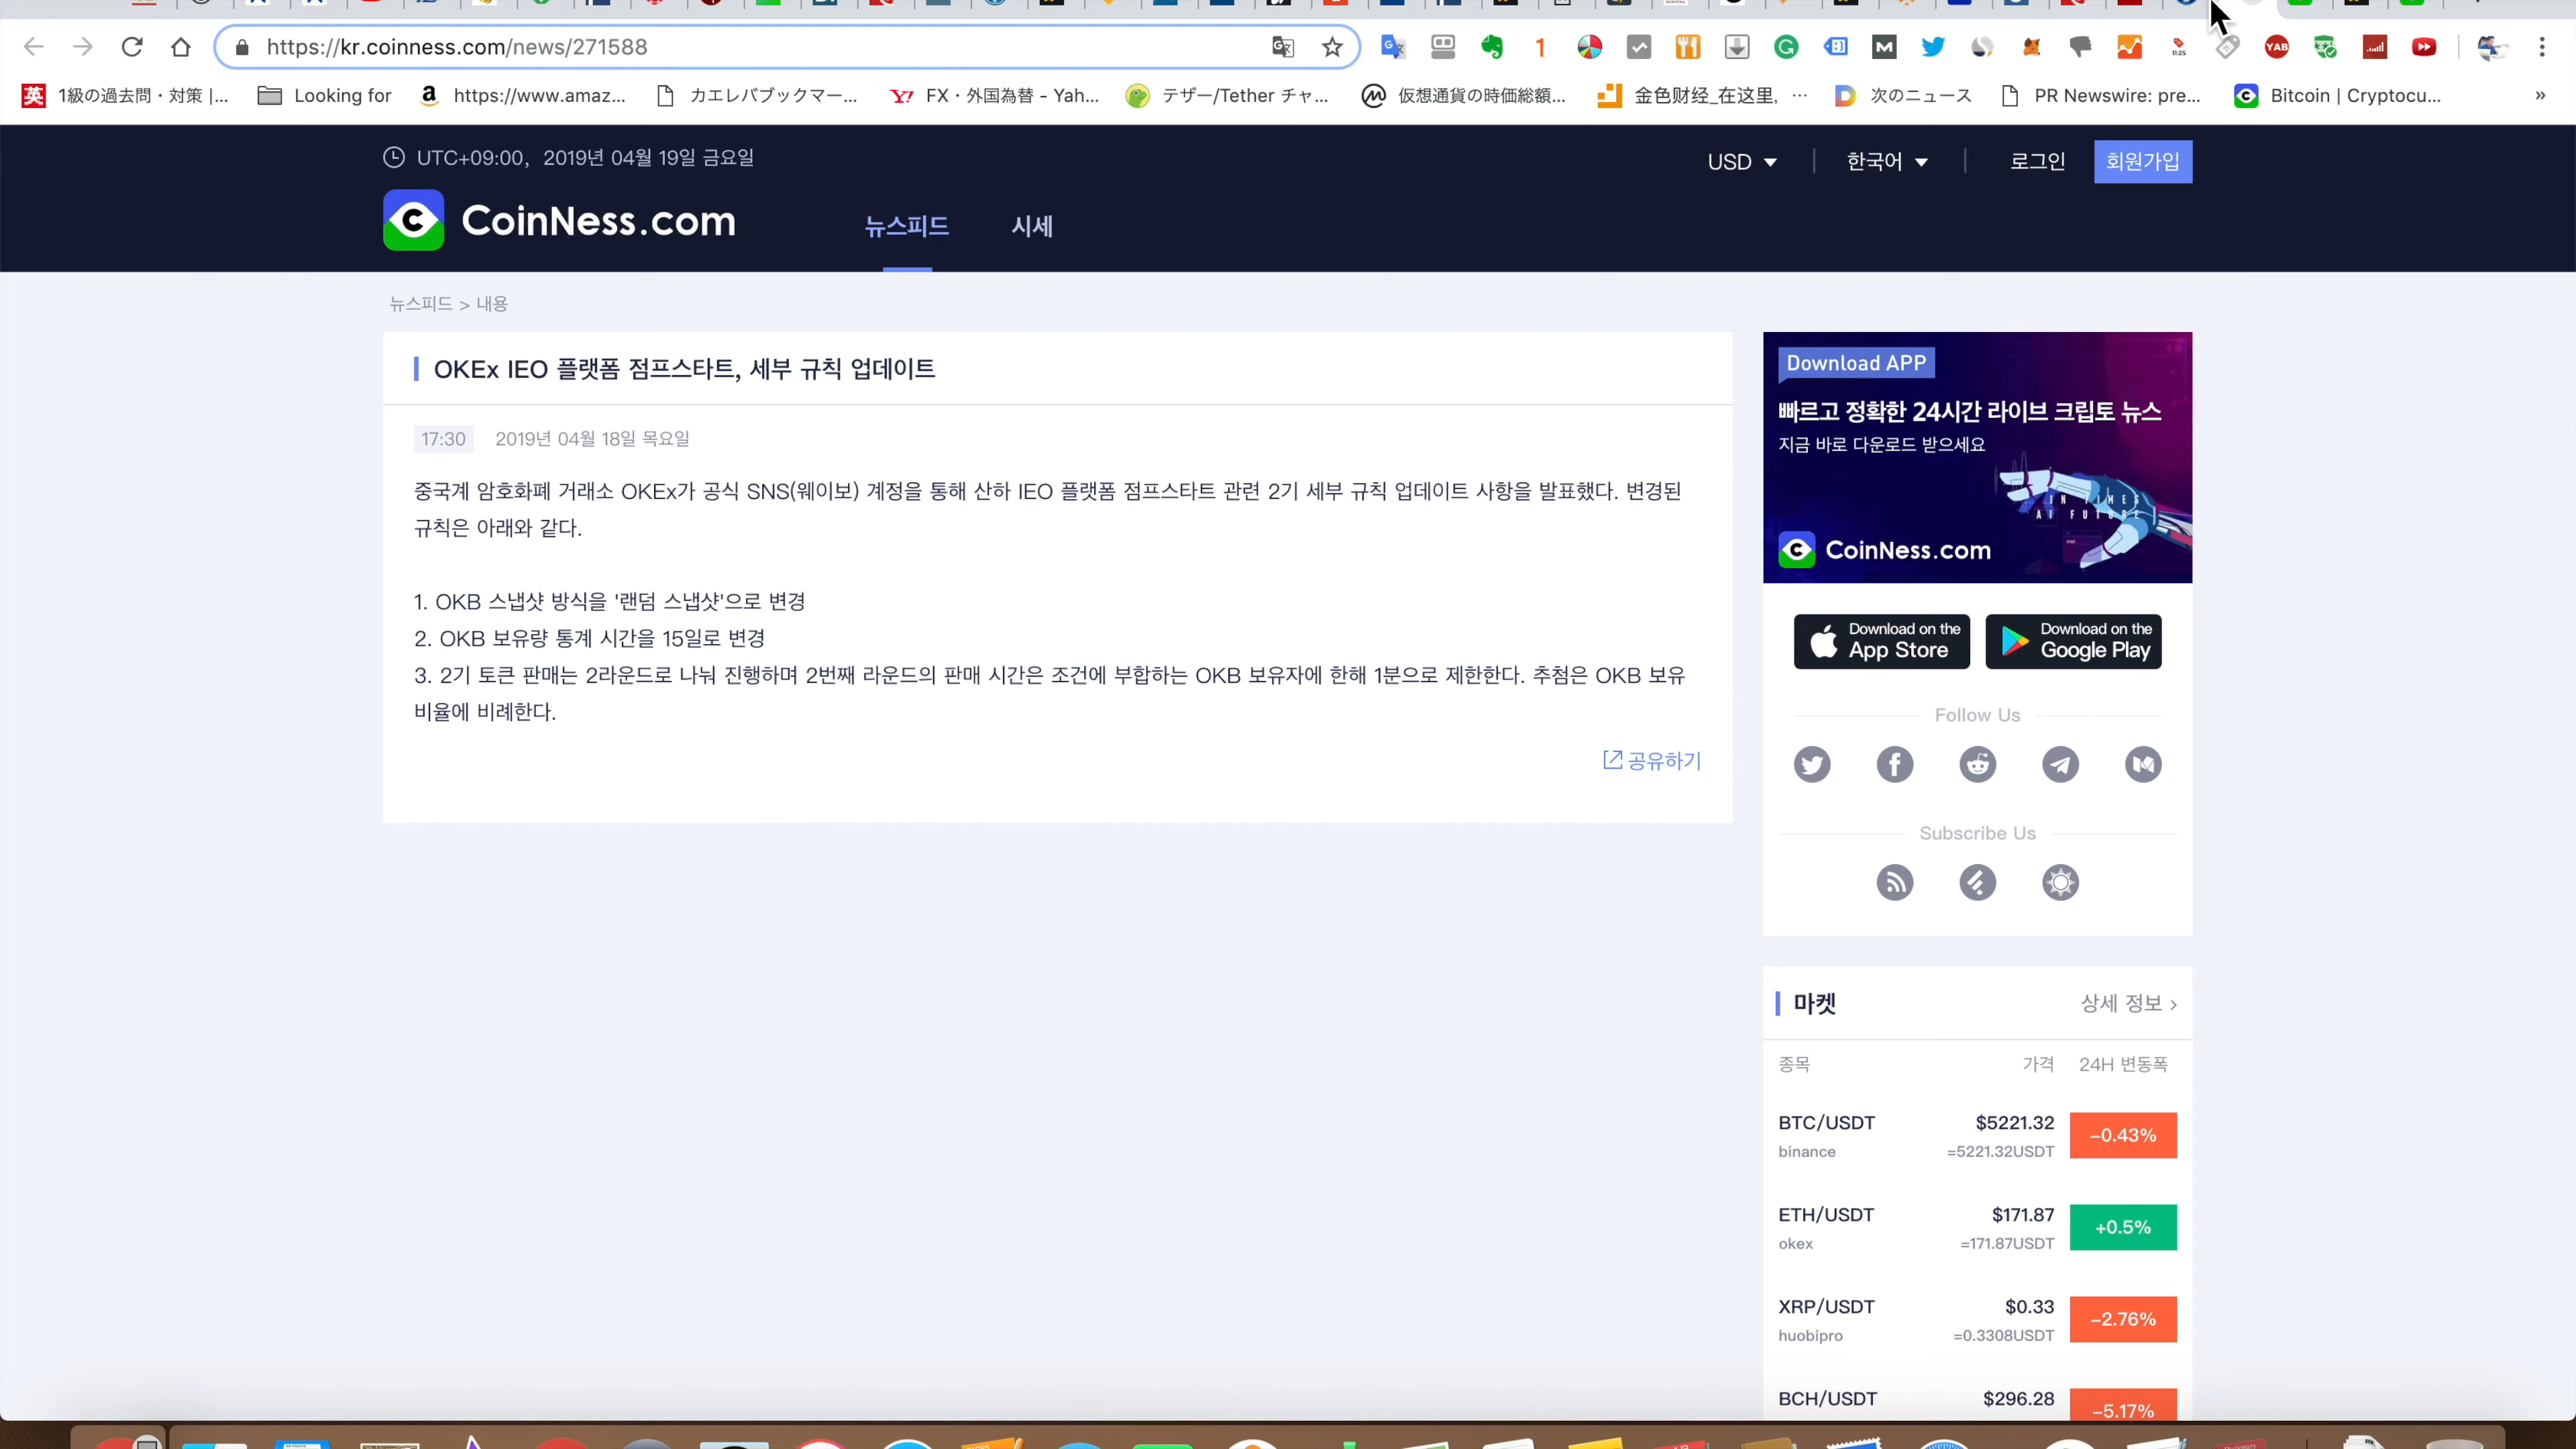 https://kr.coinness.com/news/271588
英 1級の過去問・対策 |... Looking for https://www.amaz... カエレバブックマー... FX・外国為替 - Yah... テザー/Tether チャ... 仮想通貨の時価総額... 金色财经_在这里, ... 次のニュース PR Newswire: pre... Bitcoin | Cryptocu... »
UTC+09:00, 2019년 04월 19일 금요일
USD 한국어 로그인 회원가입
CoinNess.com 뉴스피드 시세
뉴스피드 > 내용
OKEx IEO 플랫폼 점프스타트, 세부 규칙 업데이트
17:30 2019년 04월 18일 목요일
중국계 암호화폐 거래소 OKEx가 공식 SNS(웨이보) 계정을 통해 산하 IEO 플랫폼 점프스타트 관련 2기 세부 규칙 업데이트 사항을 발표했다. 변경된
규칙은 아래와 같다.
1. OKB 스냅샷 방식을 '랜덤 스냅샷'으로 변경
2. OKB 보유량 통계 시간을 15일로 변경
3. 2기 토큰 판매는 2라운드로 나눠 진행하며 2번째 라운드의 판매 시간은 조건에 부합하는 OKB 보유자에 한해 1분으로 제한한다. 추첨은 OKB 보유
비율에 비례한다.
공유하기
Download APP
빠르고 정확한 24시간 라이브 크립토 뉴스
지금 바로 다운로드 받으세요
IN TIMES
AI FUTURE
CoinNess.com
Download on the
App Store
Download on the
Google Play
Follow Us
Subscribe Us
마켓 상세 정보 >
종목 가격 24H 변동폭
BTC/USDT $5221.32 -0.43%
binance =5221.32USDT
ETH/USDT $171.87 +0.5%
okex =171.87USDT
XRP/USDT $0.33 -2.76%
huobipro =0.3308USDT
BCH/USDT $296.28 -5.17%